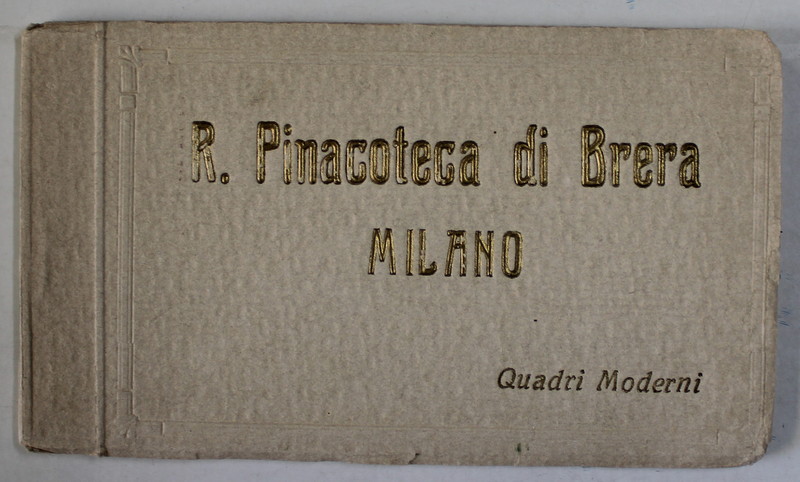 R. Pinacoteca di Brera
MILANO
Quadri Moderni